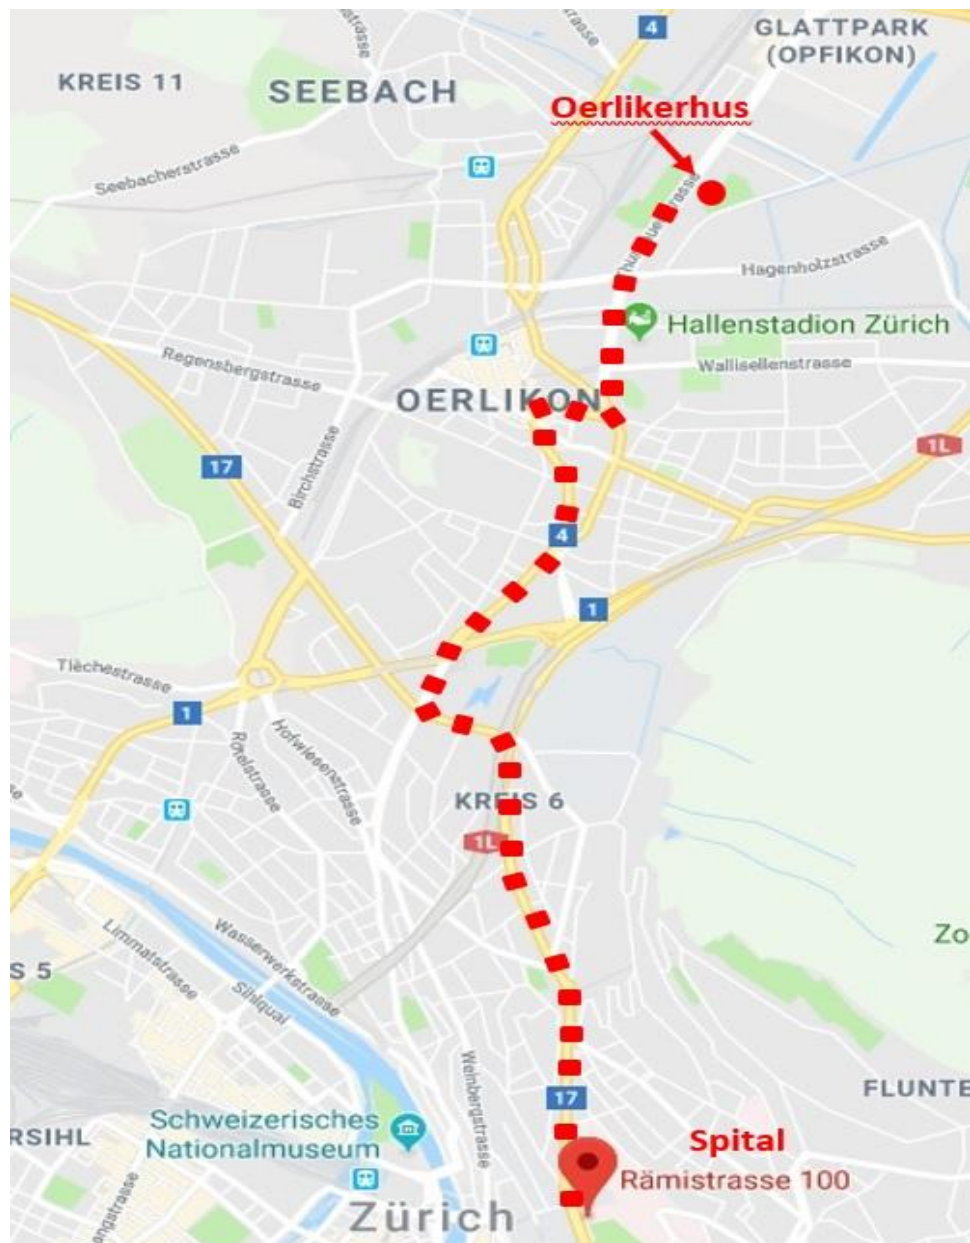 4
GLATTPARK
(OPFIKON)
KREIS 11
SEEBACH
Oerlikerhus
Seebacherstrasse
Hagenholzstrasse
Hallenstadion Zürich
Regensbergstrasse
Wallisellenstrasse
OERLIKON
1L
17
Birchstrasse
4
1
Tièchestrasse
1
Hofwiesenstrasse
Rötelstrasse
KREIS 6
1L
Wasserwerkstrasse
Limmatstrasse
Sihlquai
Zo
S 5
Weinbergstrasse
17
FLUNTE
Schweizerisches
Nationalmuseum
RSIHL
Spital
Rämistrasse 100
Zürich
angstrasse